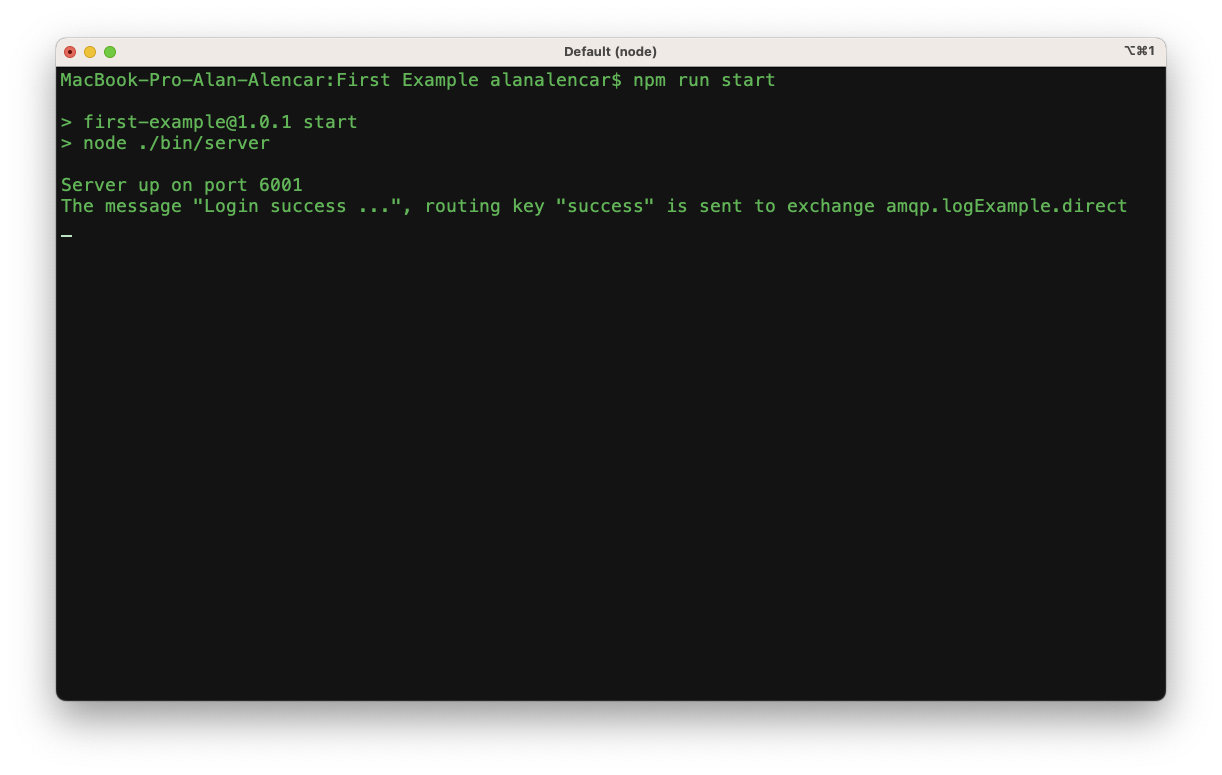 Default (node)
⌥⌘1
MacBook-Pro-Alan-Alencar:First Example alanalencar$ npm run start
> first-example@1.0.1 start
> node ./bin/server
Server up on port 6001
The message "Login success ...", routing key "success" is sent to exchange amqp.logExample.direct